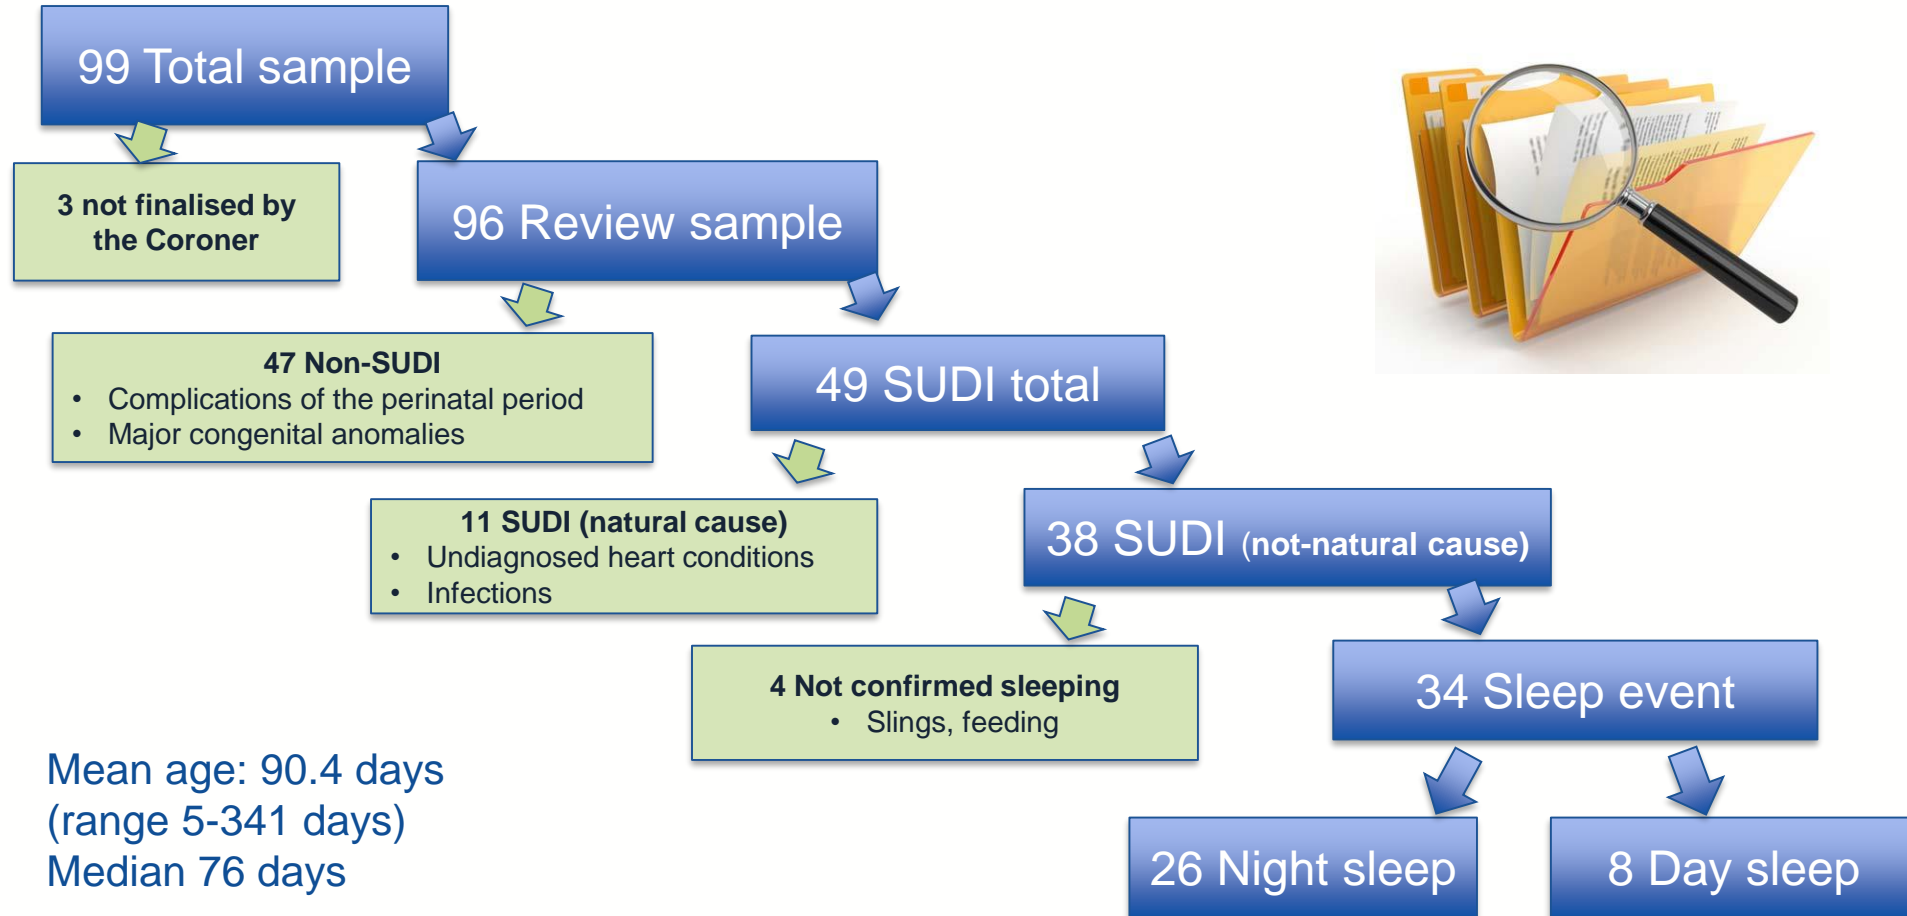 99 Total sample
3 not finalised by
the Coroner
96 Review sample
47 Non-SUDI
• Complications of the perinatal period
• Major congenital anomalies
49 SUDI total
11 SUDI (natural cause)
• Undiagnosed heart conditions
• Infections
38 SUDI (not-natural cause)
4 Not confirmed sleeping
• Slings, feeding
34 Sleep event
Mean age: 90.4 days
(range 5-341 days)
Median 76 days
26 Night sleep
8 Day sleep